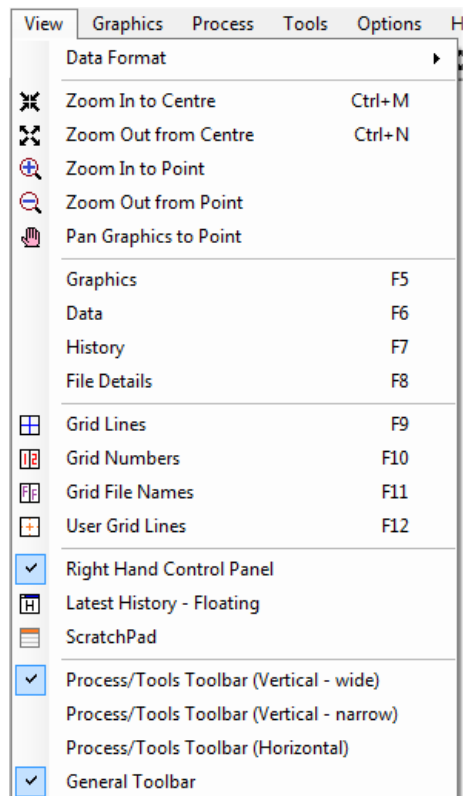 View Graphics Process Tools Options H
Data Format
Zoom In to Centre Ctrl+M
Zoom Out from Centre Ctrl+N
Zoom In to Point
Zoom Out from Point
Pan Graphics to Point
Graphics F5
Data F6
History F7
File Details F8
Grid Lines F9
Grid Numbers F10
Grid File Names F11
User Grid Lines F12
Right Hand Control Panel
Latest History - Floating
ScratchPad
Process/Tools Toolbar (Vertical - wide)
Process/Tools Toolbar (Vertical - narrow)
Process/Tools Toolbar (Horizontal)
General Toolbar